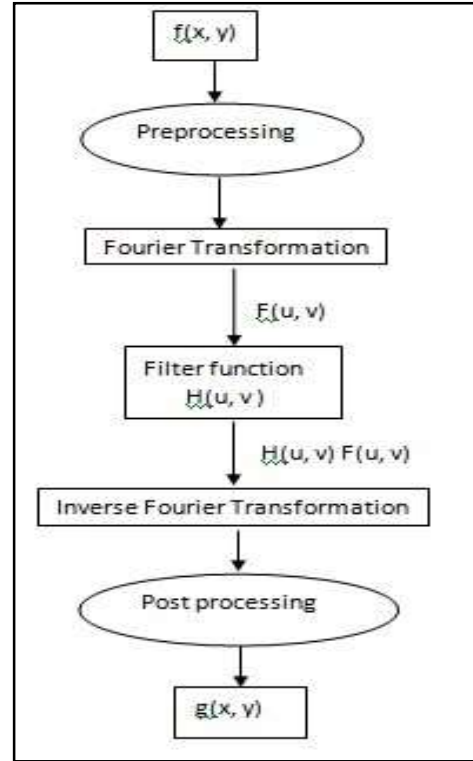 f(x, y)
Preprocessing
Fourier Transformation
F(u, v)
Filter function
H(u, v )
H(u, v) F(u, v)
Inverse Fourier Transformation
Post processing
g(x, y)